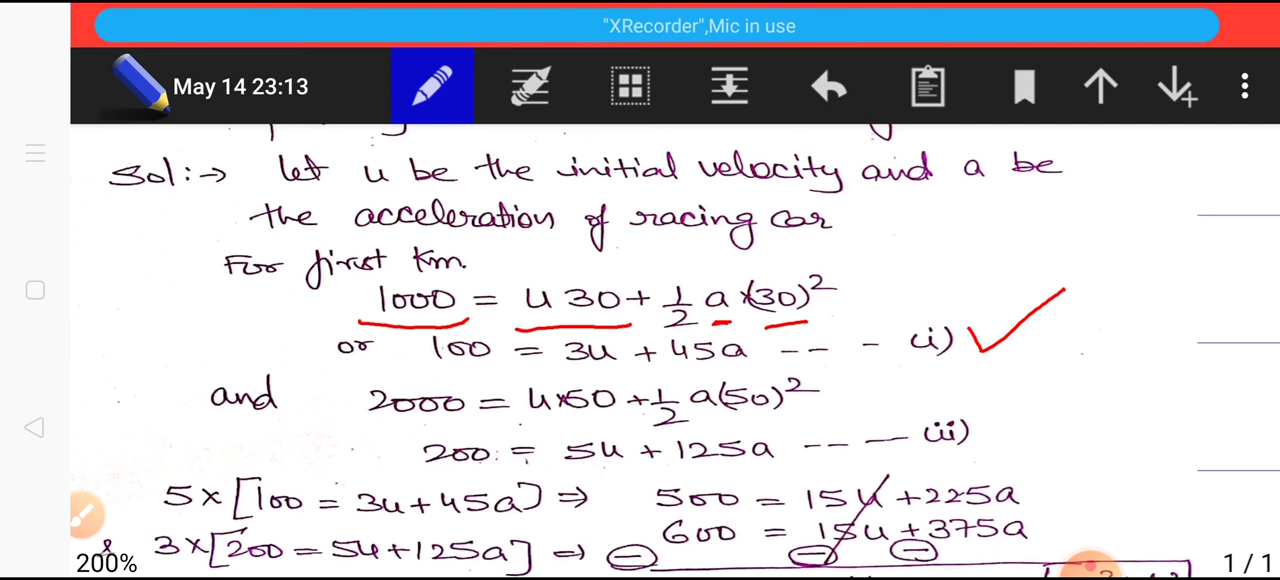 "XRecorder",Mic in use
May 14 23:13
Sol:→ let u be the initial velocity and a be
the acceleration of racing car
For first Km.
1000 = u 30 + 1/2 a × (30)²
or 100 = 3u + 45a -- - (i)
and 2000 = u×50 + 1/2 a(50)²
200 = 5u + 125a -- — (ii)
5 × [100 = 3u + 45a] ⇒ 500 = 15u + 225a
& 3 × [200 = 5u + 125a] ⇒ 600 = 15u + 375a
200%
1 / 1